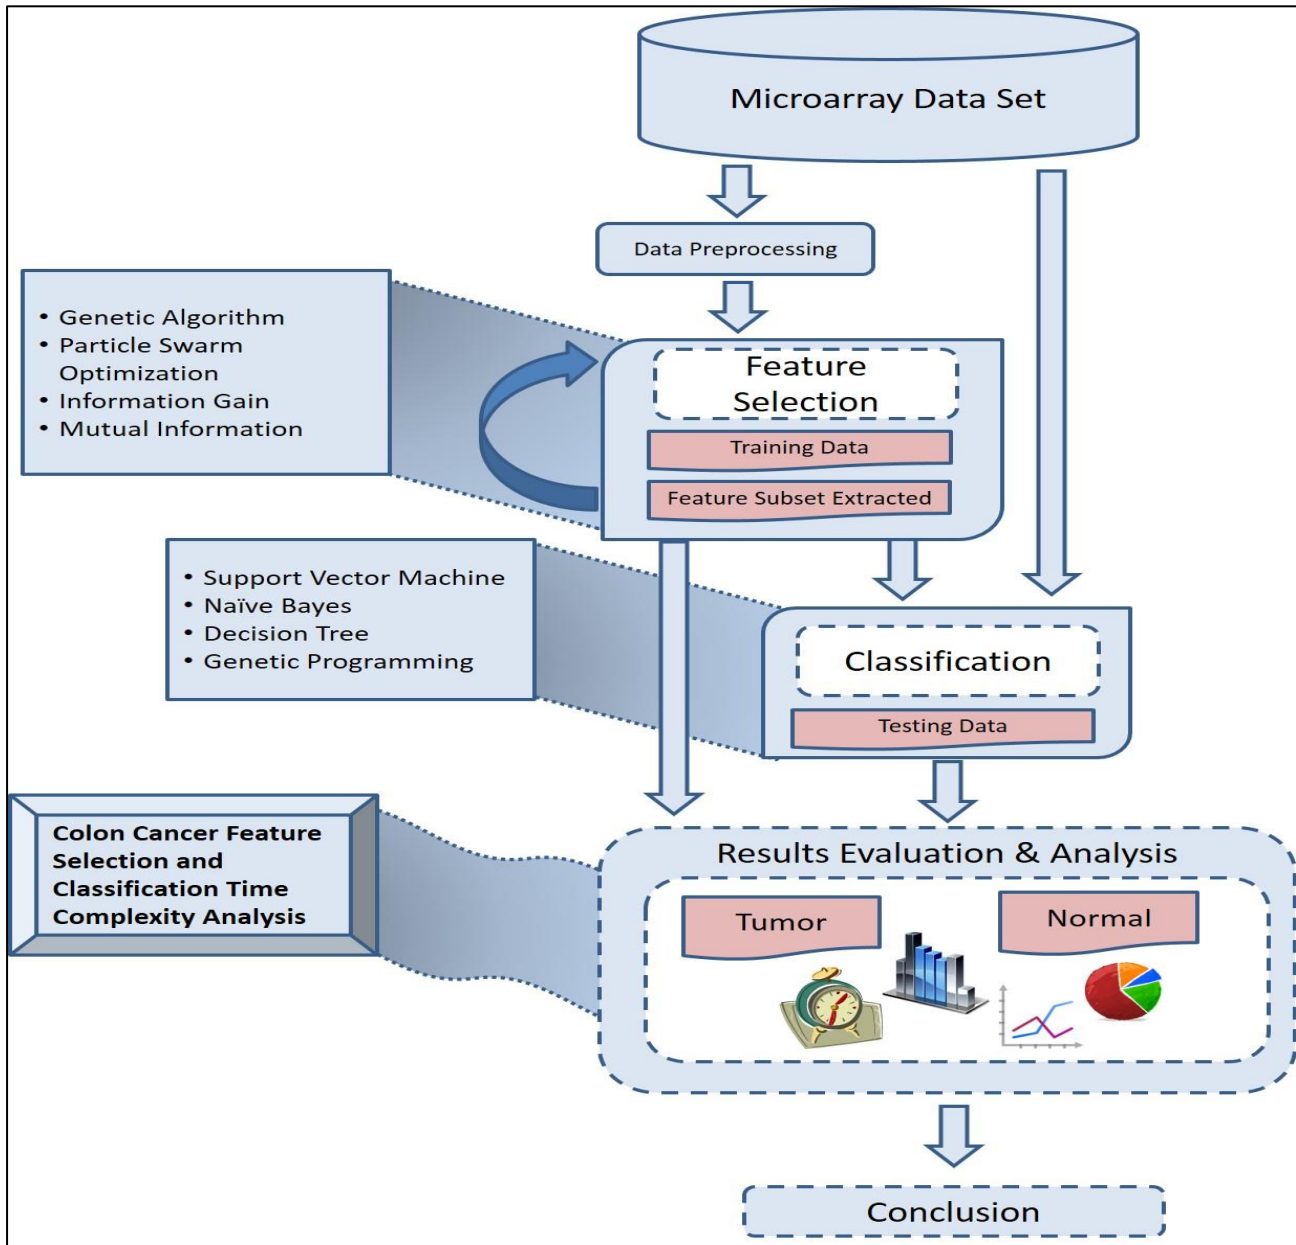 Microarray Data Set
Data Preprocessing
• Genetic Algorithm
• Particle Swarm
Optimization
• Information Gain
• Mutual Information
Feature
Selection
Training Data
Feature Subset Extracted
• Support Vector Machine
• Naïve Bayes
• Decision Tree
• Genetic Programming
Classification
Testing Data
Colon Cancer Feature
Selection and
Classification Time
Complexity Analysis
Results Evaluation & Analysis
Tumor
Normal
Conclusion